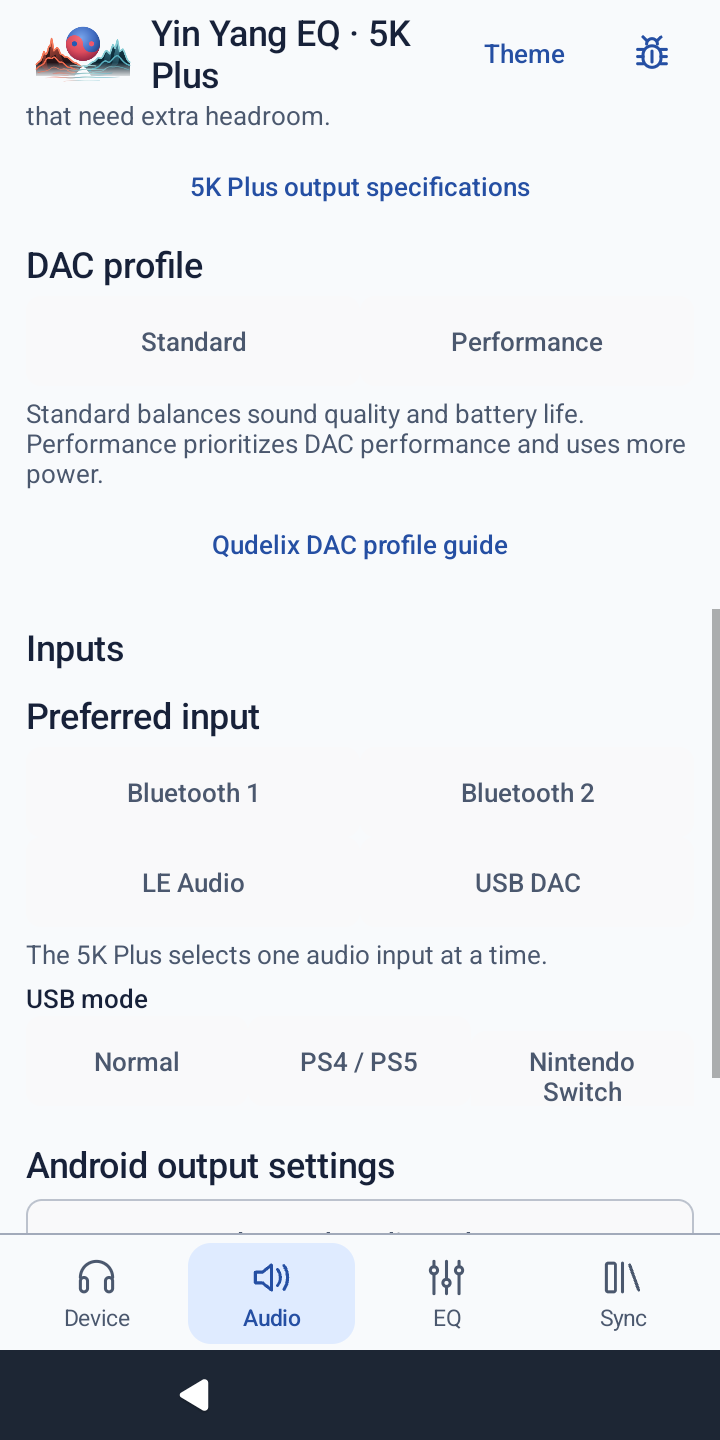 Yin Yang EQ · 5K
Plus
Theme
that need extra headroom.
5K Plus output specifications
DAC profile
Standard
Performance
Standard balances sound quality and battery life.
Performance prioritizes DAC performance and uses more
power.
Qudelix DAC profile guide
Inputs
Preferred input
Bluetooth 1
Bluetooth 2
LE Audio
USB DAC
The 5K Plus selects one audio input at a time.
USB mode
Normal
PS4 / PS5
Nintendo
Switch
Android output settings
Device
Audio
EQ
Sync